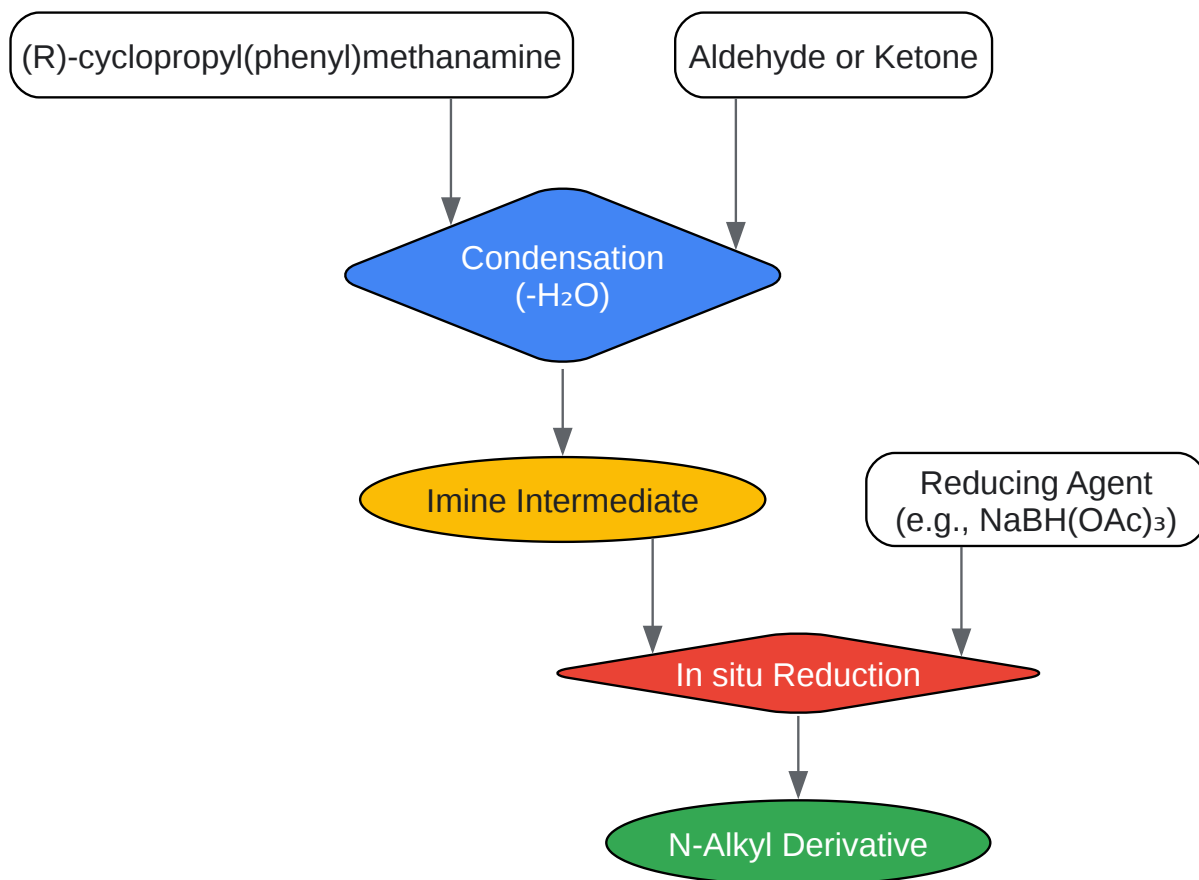 (R)-cyclopropyl(phenyl)methanamine
Aldehyde or Ketone
Condensation
(-H₂O)
Imine Intermediate
Reducing Agent
(e.g., NaBH(OAc)₃)
In situ Reduction
N-Alkyl Derivative